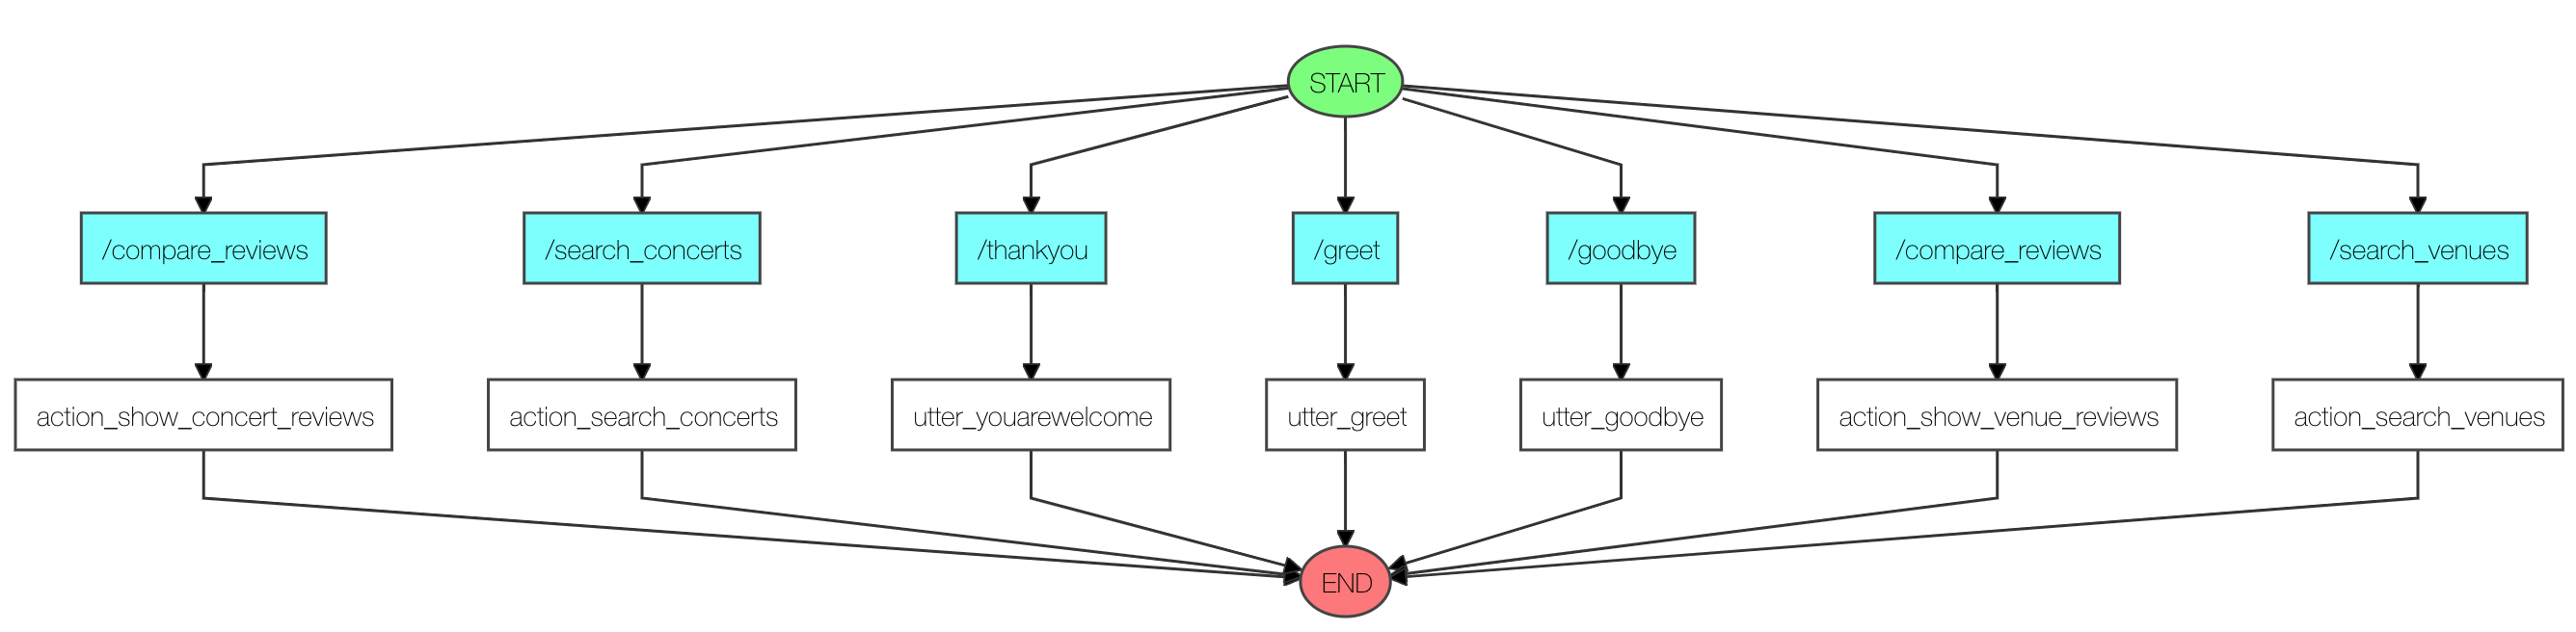 START
/compare_reviews
/search_concerts
/thankyou
/greet
/goodbye
/compare_reviews
/search_venues
action_show_concert_reviews
action_search_concerts
utter_youarewelcome
utter_greet
utter_goodbye
action_show_venue_reviews
action_search_venues
END